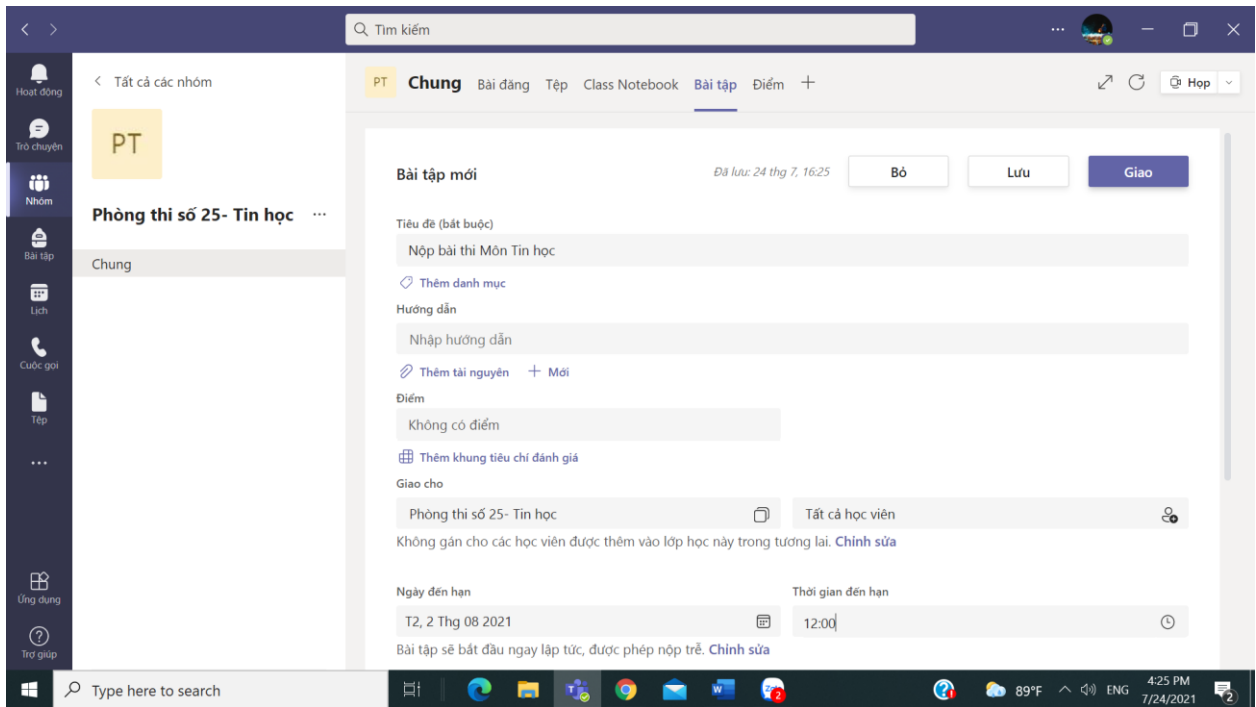 Tìm kiếm
Hoạt động
Trò chuyện
Nhóm
Bài tập
Lịch
Cuộc gọi
Tệp
Ứng dụng
Trợ giúp
Tất cả các nhóm
PT
Phòng thi số 25- Tin học
Chung
PT Chung Bài đăng Tệp Class Notebook Bài tập Điểm
Họp
Bài tập mới
Đã lưu: 24 thg 7, 16:25
Bỏ
Lưu
Giao
Tiêu đề (bắt buộc)
Nộp bài thi Môn Tin học
Thêm danh mục
Hướng dẫn
Nhập hướng dẫn
Thêm tài nguyên + Mới
Điểm
Không có điểm
Thêm khung tiêu chí đánh giá
Giao cho
Phòng thi số 25- Tin học
Tất cả học viên
Không gán cho các học viên được thêm vào lớp học này trong tương lai. Chỉnh sửa
Ngày đến hạn
Thời gian đến hạn
T2, 2 Thg 08 2021
12:00
Bài tập sẽ bắt đầu ngay lập tức, được phép nộp trễ. Chỉnh sửa
Type here to search
89°F
ENG
4:25 PM
7/24/2021
2